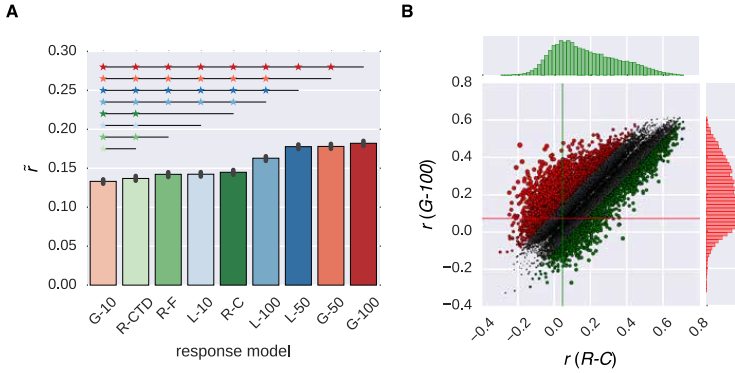 A
0.30
0.25
0.20
0.15
0.10
0.05
0.00
r̃
G-10
R-CTD
R-F
L-10
R-C
L-100
L-50
G-50
G-100
response model
B
0.8
0.6
0.4
0.2
0.0
−0.2
−0.4
r (G-100)
−0.4
−0.2
0.0
0.2
0.4
0.6
0.8
r (R-C)